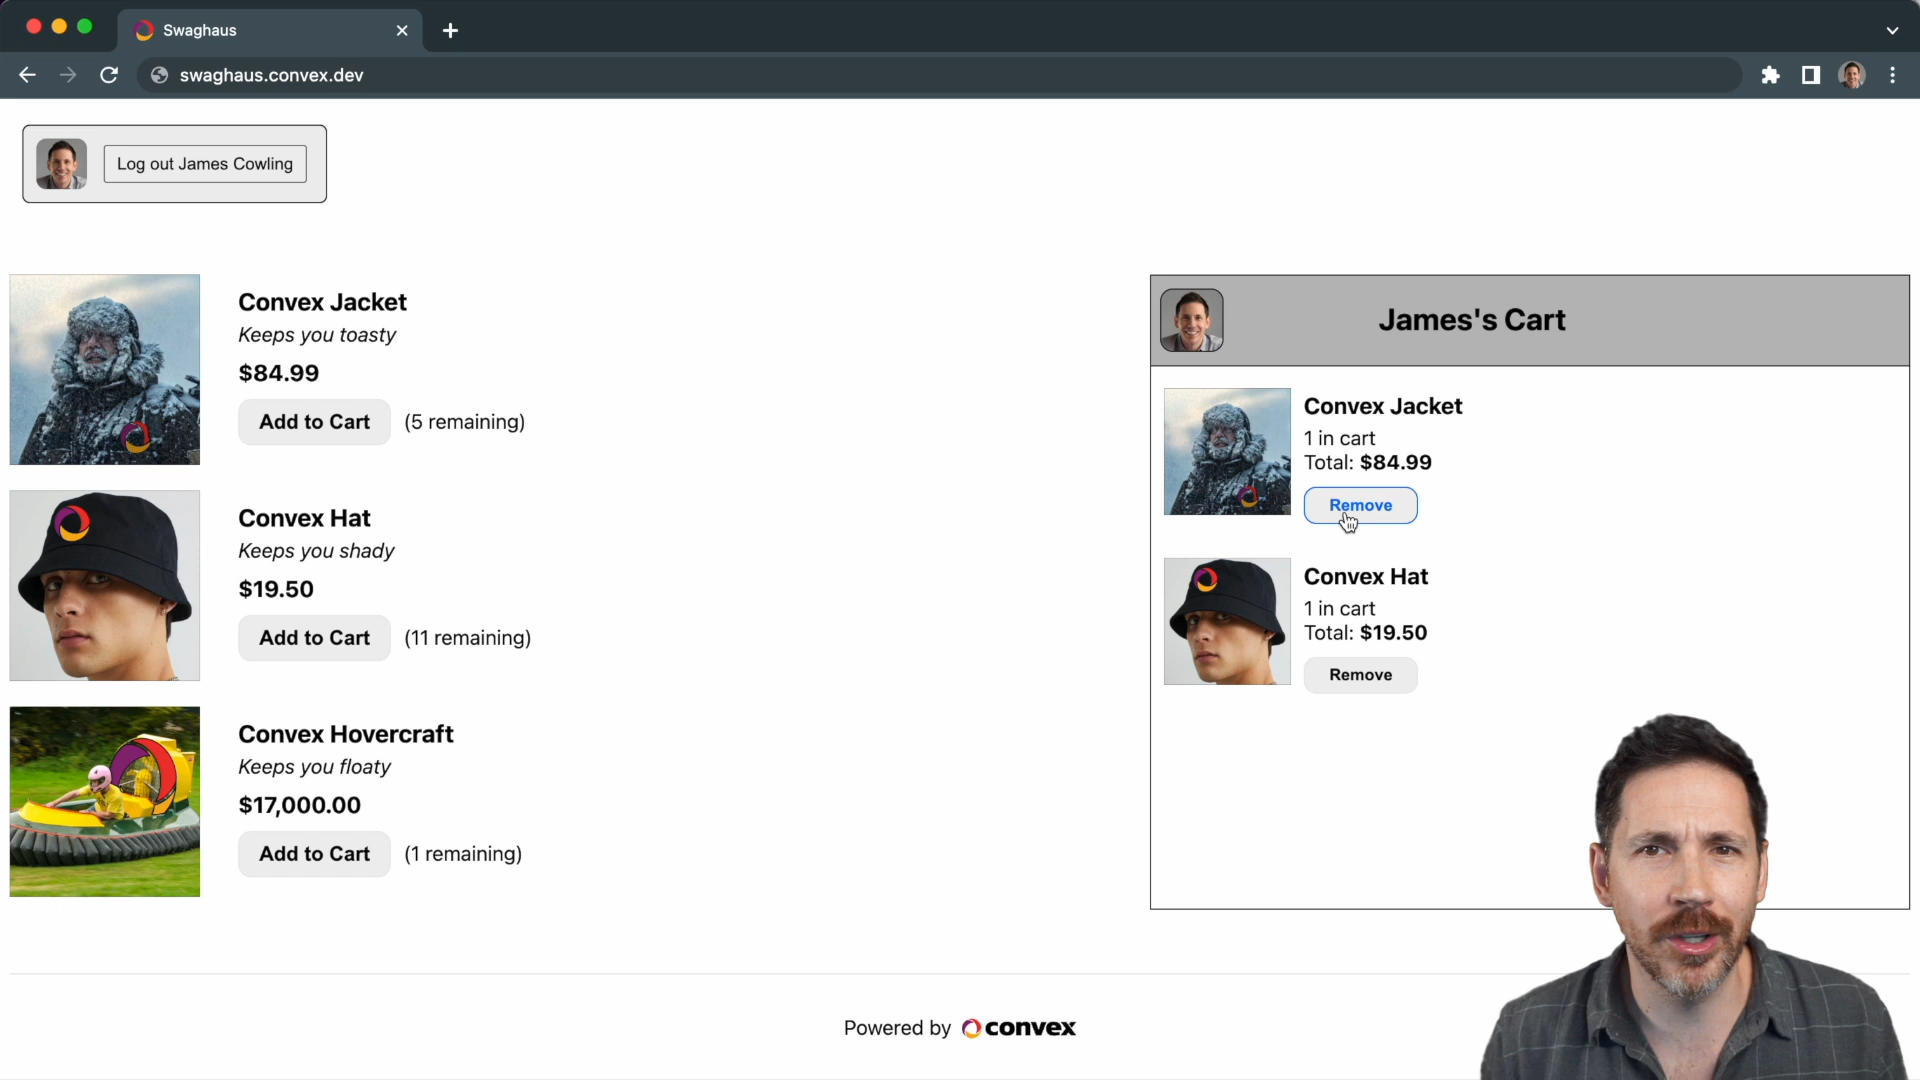 Swaghaus
swaghaus.convex.dev
Log out James Cowling
Convex Jacket
Keeps you toasty
$84.99
Add to Cart (5 remaining)
Convex Hat
Keeps you shady
$19.50
Add to Cart (11 remaining)
Convex Hovercraft
Keeps you floaty
$17,000.00
Add to Cart (1 remaining)
James's Cart
Convex Jacket
1 in cart
Total: $84.99
Remove
Convex Hat
1 in cart
Total: $19.50
Remove
Powered by convex